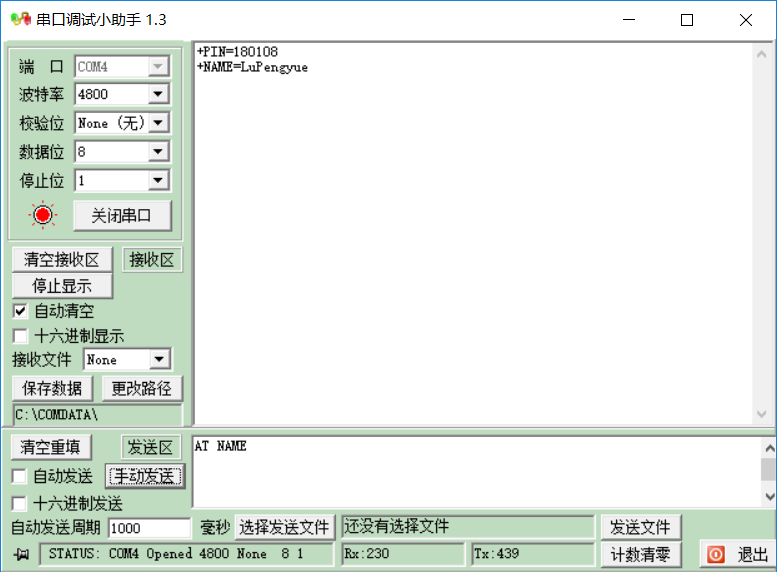 串口调试小助手 1.3
端 口 COM4
波特率 4800
校验位 None (无)
数据位 8
停止位 1
关闭串口
清空接收区 接收区
停止显示
自动清空
十六进制显示
接收文件 None
保存数据 更改路径
C:\COMDATA\
+PIN=180108
+NAME=LuPengyue
清空重填 发送区
自动发送 手动发送
十六进制发送
AT NAME
自动发送周期 1000 毫秒 选择发送文件 还没有选择文件 发送文件
STATUS: COM4 Opened 4800 None 8 1 Rx:230 Tx:439 计数清零 退出